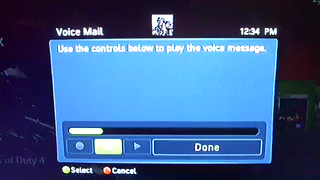 Voice Mail
12:34 PM
Use the controls below to play the voice message.
Done
Select
Cancel
of Duty 4